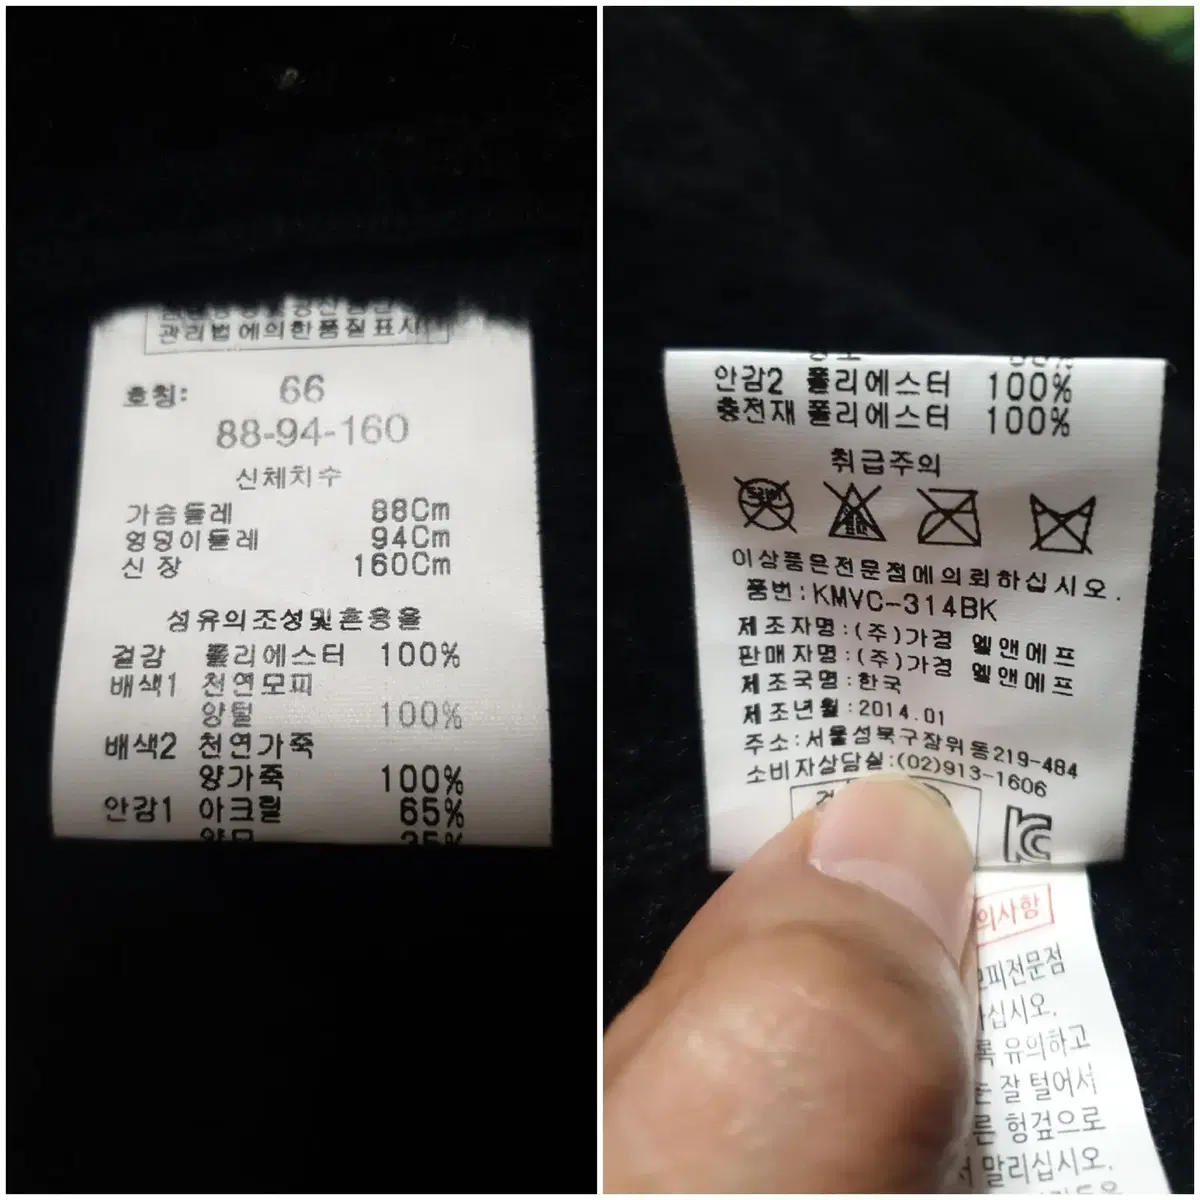 관리법에의한품질표시
호칭: 66
88-94-160
신체치수
가슴둘레 88Cm
엉덩이둘레 94Cm
신장 160Cm
섬유의조성및혼용율
겉감 폴리에스터 100%
배색1 천연모피
양털 100%
배색2 천연가죽
양가죽 100%
안감1 아크릴 65%
양모 35%
안감2 폴리에스터 100%
충전재 폴리에스터 100%
취급주의
이상품은전문점에의뢰하십시오.
품번:KMVC-314BK
제조자명:(주)가경 엘앤에프
판매자명:(주)가경 엘앤에프
제조국명:한국
제조년월:2014.01
주소:서울성북구장위동219-484
소비자상담실:(02)913-1606
의사항
모피전문점
십시오.
록 유의하고
는 잘 털어서
른 헝겊으로
말리십시오.